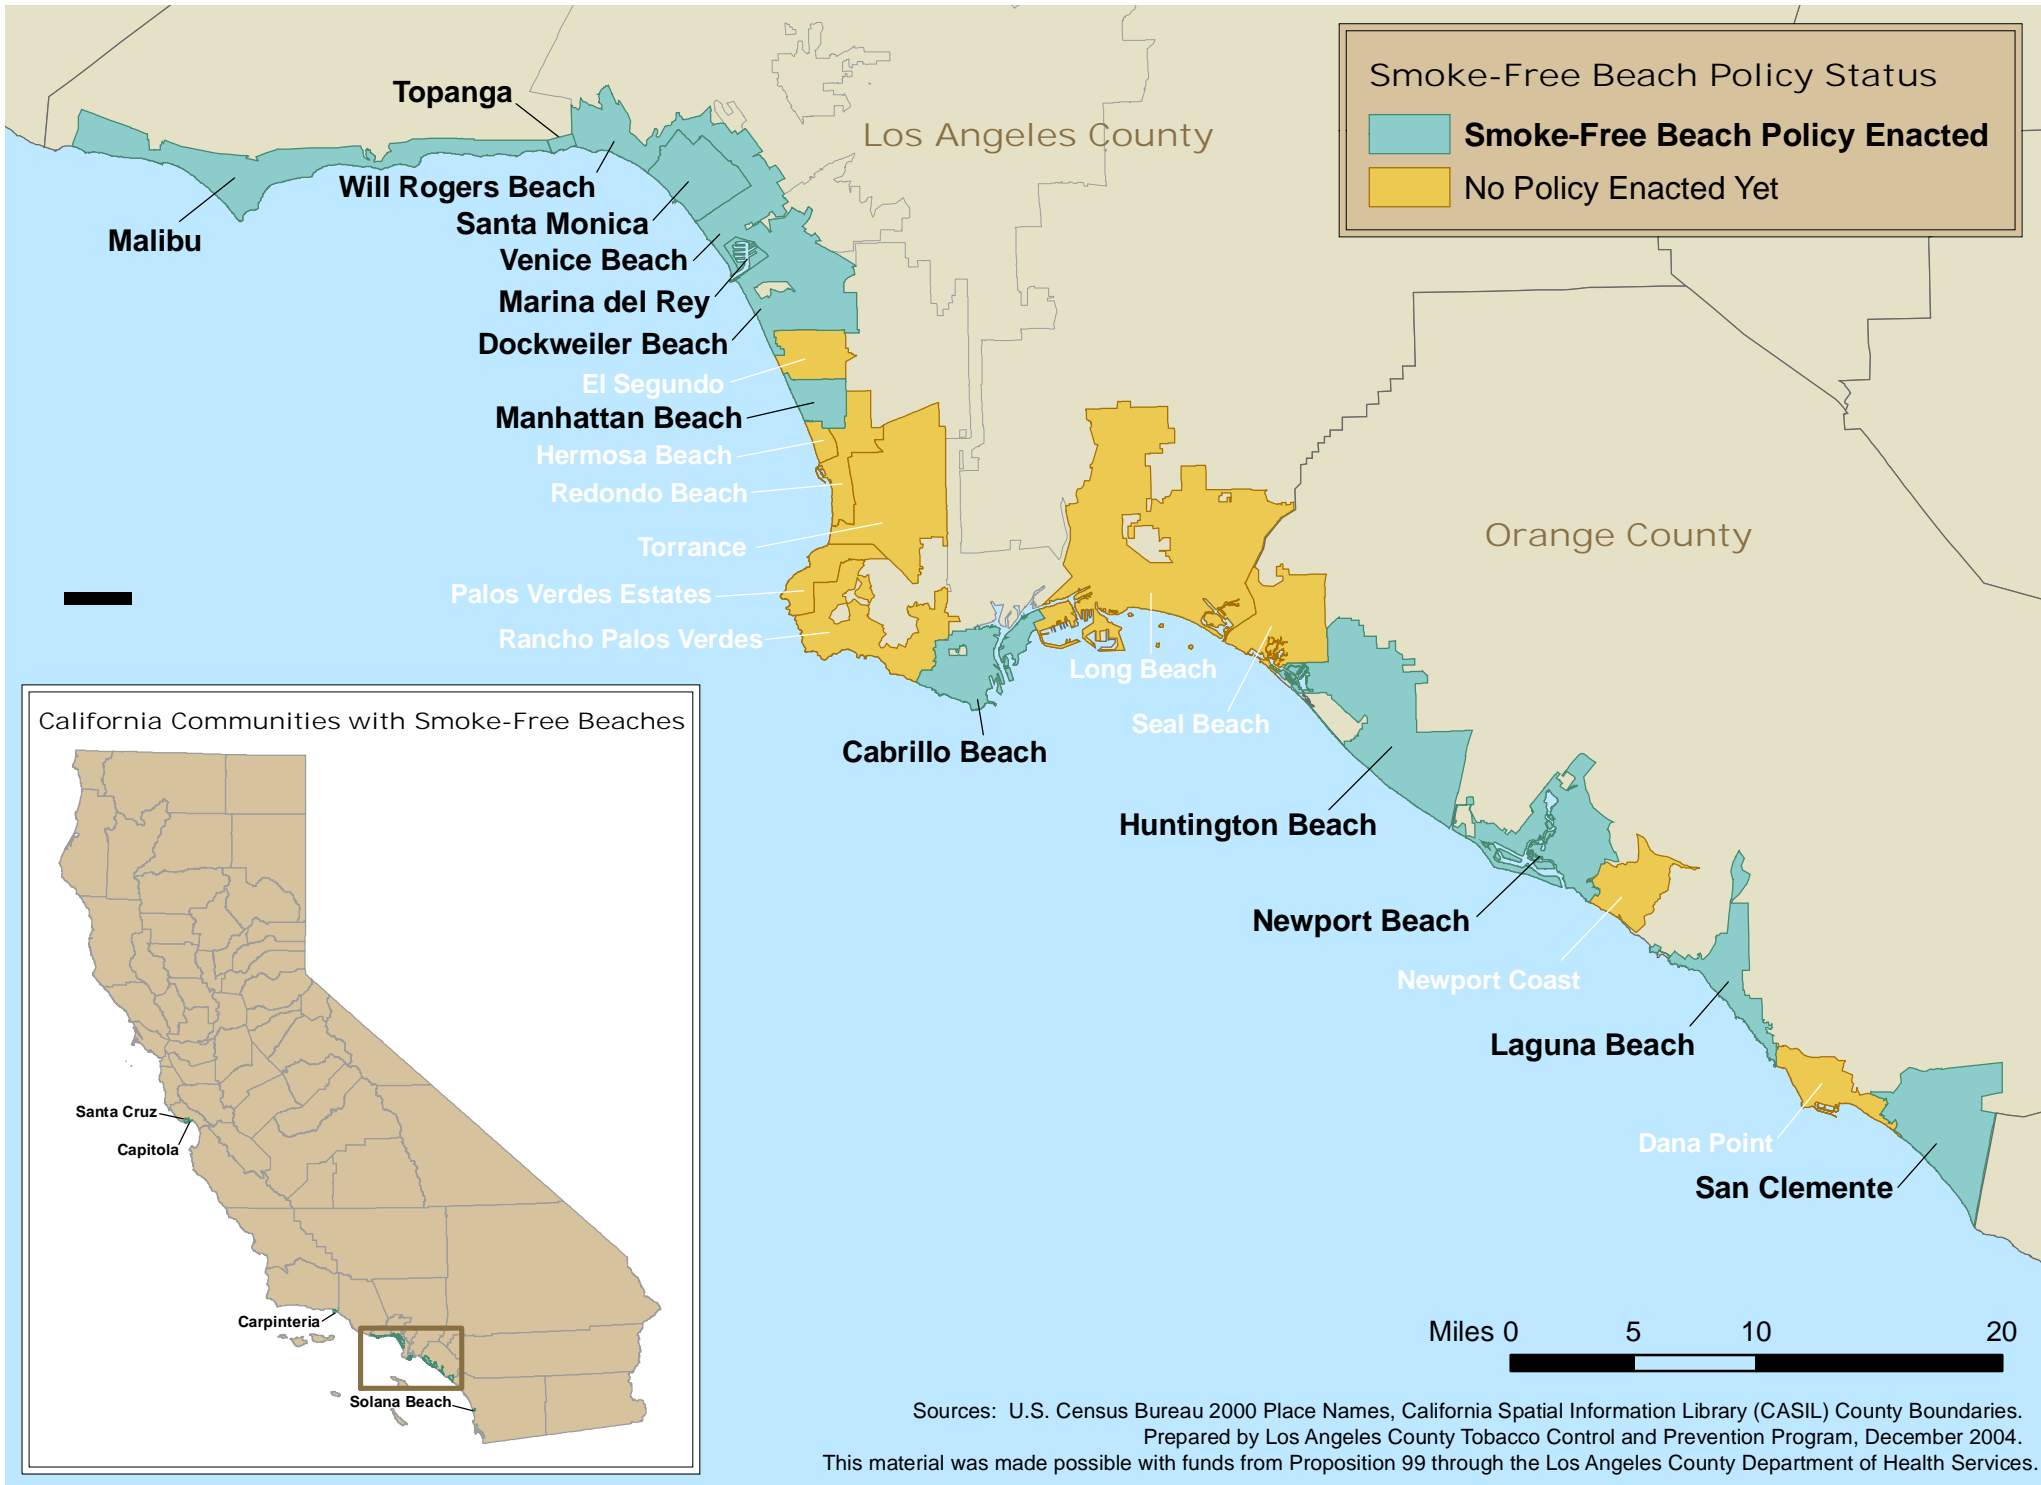 Smoke-Free Beach Policy Status
Smoke-Free Beach Policy Enacted
No Policy Enacted Yet
Los Angeles County
Orange County
Topanga
Malibu
Will Rogers Beach
Santa Monica
Venice Beach
Marina del Rey
Dockweiler Beach
El Segundo
Manhattan Beach
Hermosa Beach
Redondo Beach
Torrance
Palos Verdes Estates
Rancho Palos Verdes
Cabrillo Beach
Long Beach
Seal Beach
Huntington Beach
Newport Beach
Newport Coast
Laguna Beach
Dana Point
San Clemente
California Communities with Smoke-Free Beaches
Santa Cruz
Capitola
Carpinteria
Solana Beach
Miles 0 5 10 20
Sources: U.S. Census Bureau 2000 Place Names, California Spatial Information Library (CASIL) County Boundaries.
Prepared by Los Angeles County Tobacco Control and Prevention Program, December 2004.
This material was made possible with funds from Proposition 99 through the Los Angeles County Department of Health Services.